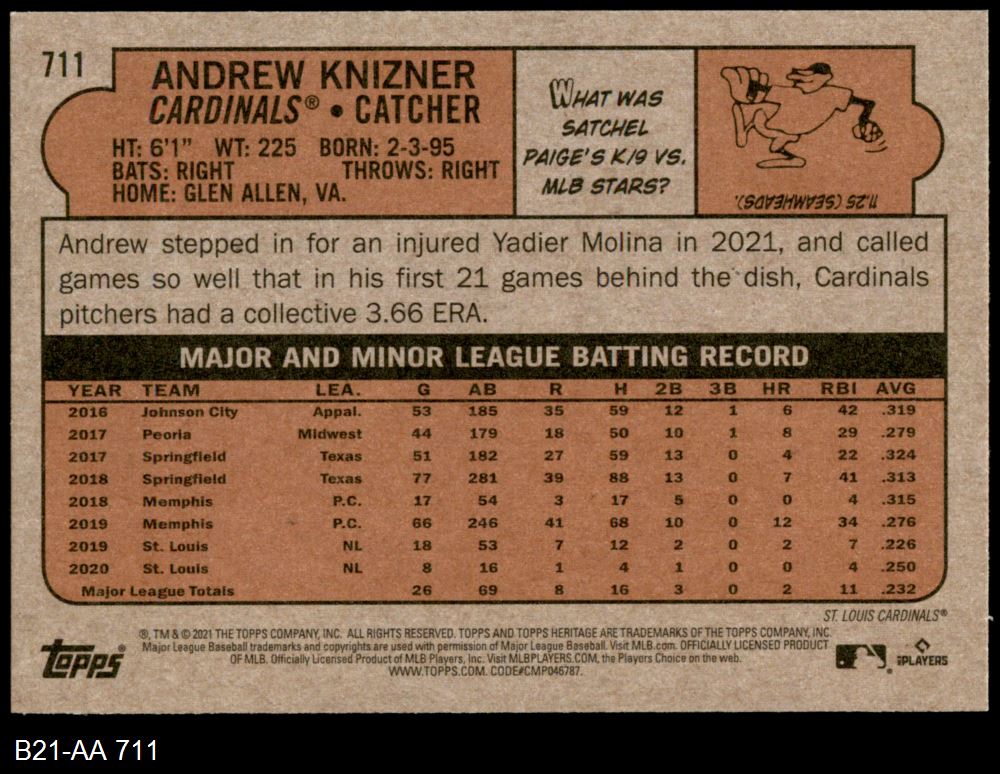 711
ANDREW KNIZNER
CARDINALS® • CATCHER
HT: 6'1" WT: 225 BORN: 2-3-95
BATS: RIGHT THROWS: RIGHT
HOME: GLEN ALLEN, VA.
WHAT WAS
SATCHEL
PAIGE'S K/9 VS.
MLB STARS?
11.25 (SEAMHEADS).
Andrew stepped in for an injured Yadier Molina in 2021, and called
games so well that in his first 21 games behind the dish, Cardinals
pitchers had a collective 3.66 ERA.
MAJOR AND MINOR LEAGUE BATTING RECORD
YEAR TEAM LEA. G AB R H 2B 3B HR RBI AVG
2016 Johnson City Appal. 53 185 35 59 12 1 6 42 .319
2017 Peoria Midwest 44 179 18 50 10 1 8 29 .279
2017 Springfield Texas 51 182 27 59 13 0 4 22 .324
2018 Springfield Texas 77 281 39 88 13 0 7 41 .313
2018 Memphis P.C. 17 54 3 17 5 0 0 4 .315
2019 Memphis P.C. 66 246 41 68 10 0 12 34 .276
2019 St. Louis NL 18 53 7 12 2 0 2 7 .226
2020 St. Louis NL 8 16 1 4 1 0 0 4 .250
Major League Totals 26 69 8 16 3 0 2 11 .232
ST. LOUIS CARDINALS®
topps®
®, TM & © 2021 THE TOPPS COMPANY, INC. ALL RIGHTS RESERVED. TOPPS AND TOPPS HERITAGE ARE TRADEMARKS OF THE TOPPS COMPANY, INC.
Major League Baseball trademarks and copyrights are used with permission of Major League Baseball. Visit MLB.com. OFFICIALLY LICENSED PRODUCT
OF MLB. Officially Licensed Product of MLB Players, Inc. Visit MLBPLAYERS.COM, the Players Choice on the web.
WWW.TOPPS.COM. CODE#CMP046787.
PLAYERS
B21-AA 711